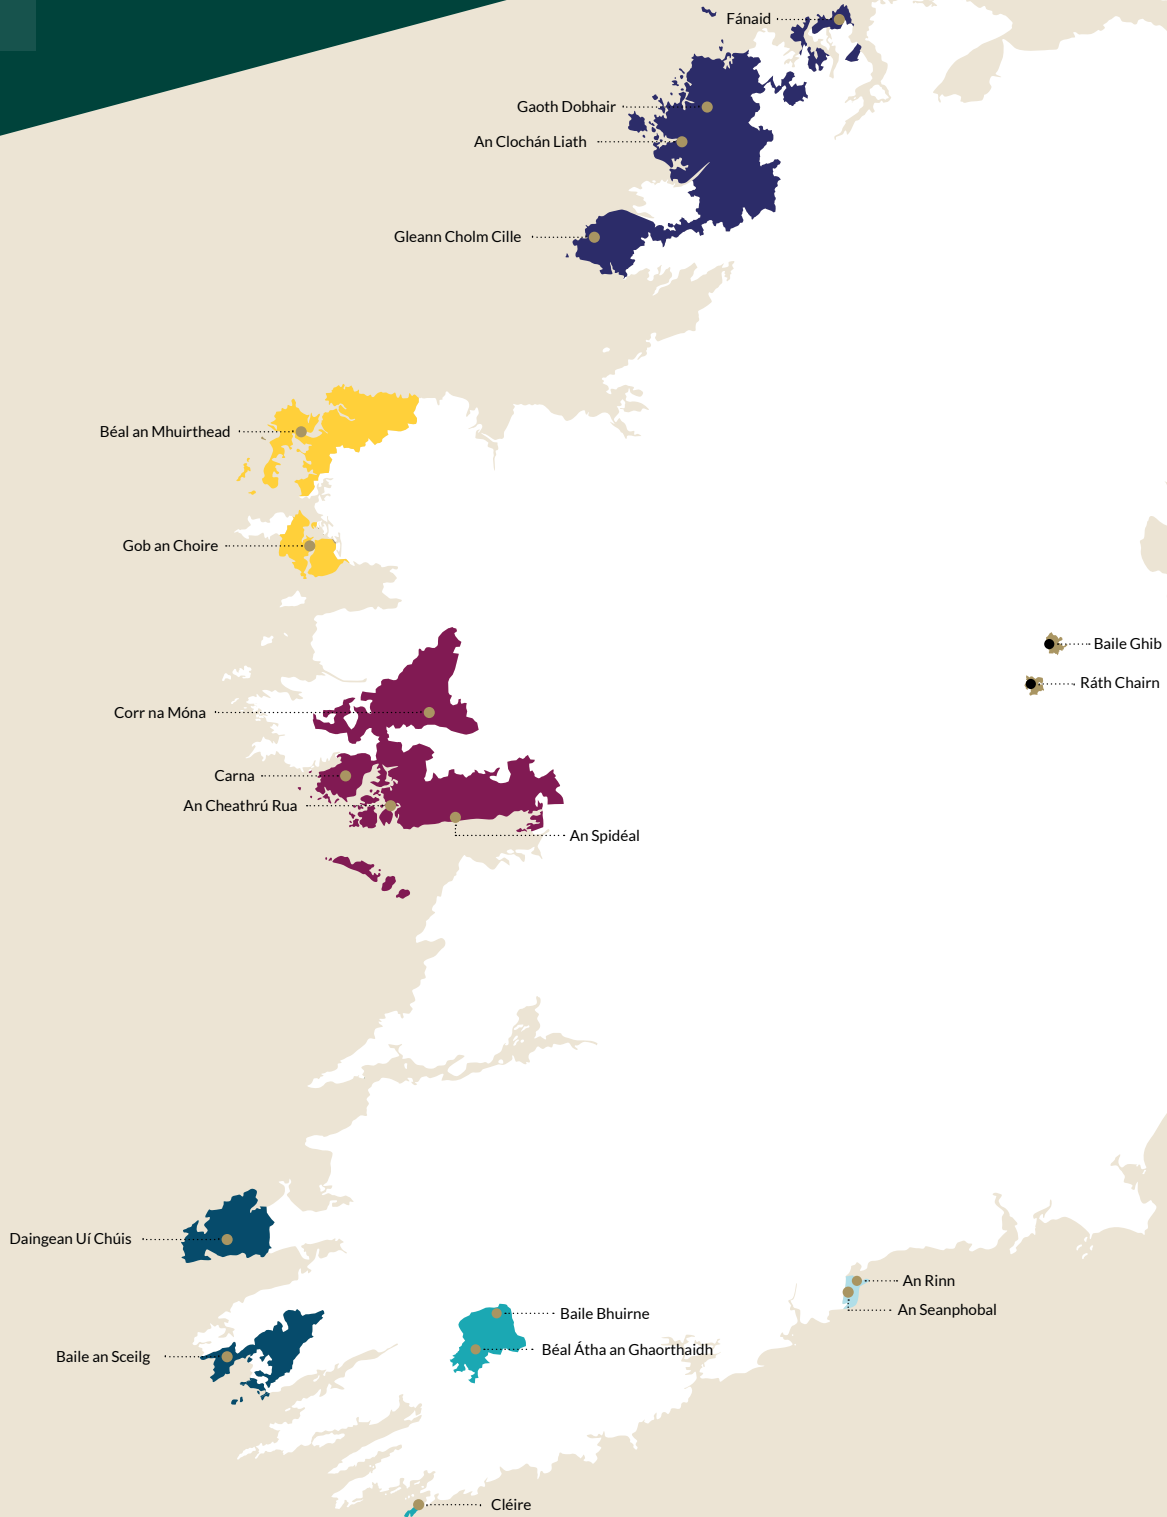 Fánaid
Gaoth Dobhair
An Clochán Liath
Gleann Cholm Cille
Béal an Mhuirthead
Gob an Choire
Baile Ghib
Ráth Chairn
Corr na Móna
Carna
An Cheathrú Rua
An Spidéal
Daingean Uí Chúis
An Rinn
An Seanphobal
Baile Bhuirne
Béal Átha an Ghaorthaidh
Baile an Sceilg
Cléire